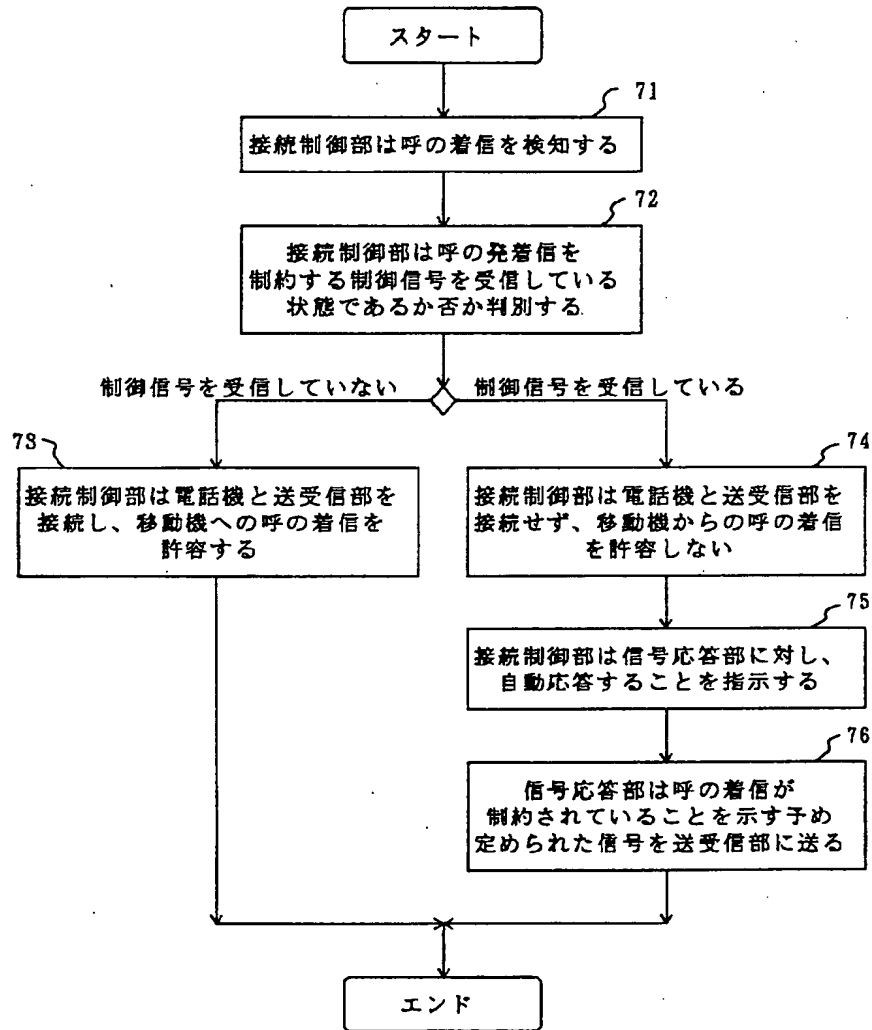 スタート
71
接続制御部は呼の着信を検知する
72
接続制御部は呼の発着信を
制約する制御信号を受信している
状態であるか否か判別する
制御信号を受信していない
制御信号を受信している
73
接続制御部は電話機と送受信部を
接続し、移動機への呼の着信を
許容する
74
接続制御部は電話機と送受信部を
接続せず、移動機からの呼の着信
を許容しない
75
接続制御部は信号応答部に対し、
自動応答することを指示する
76
信号応答部は呼の着信が
制約されていることを示す予め
定められた信号を送受信部に送る
エンド